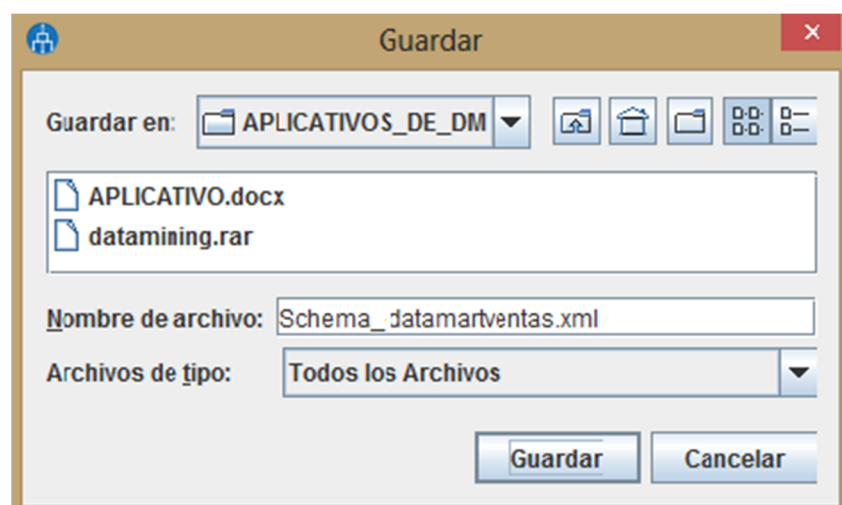 Guardar
Guardar en: APLICATIVOS_DE_DM
APLICATIVO.docx
datamining.rar
Nombre de archivo: Schema_datamartventas.xml
Archivos de tipo: Todos los Archivos
Guardar Cancelar